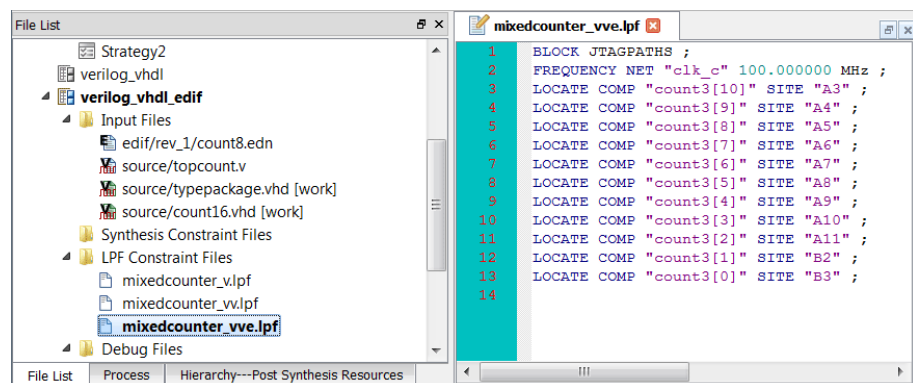 File List
Strategy2
verilog_vhdl
verilog_vhdl_edif
Input Files
edif/rev_1/count8.edn
source/topcount.v
source/typepackage.vhd [work]
source/count16.vhd [work]
Synthesis Constraint Files
LPF Constraint Files
mixedcounter_v.lpf
mixedcounter_vv.lpf
mixedcounter_vve.lpf
Debug Files
File List Process Hierarchy---Post Synthesis Resources
mixedcounter_vve.lpf
1 BLOCK JTAGPATHS ;
2 FREQUENCY NET "clk_c" 100.000000 MHz ;
3 LOCATE COMP "count3[10]" SITE "A3" ;
4 LOCATE COMP "count3[9]" SITE "A4" ;
5 LOCATE COMP "count3[8]" SITE "A5" ;
6 LOCATE COMP "count3[7]" SITE "A6" ;
7 LOCATE COMP "count3[6]" SITE "A7" ;
8 LOCATE COMP "count3[5]" SITE "A8" ;
9 LOCATE COMP "count3[4]" SITE "A9" ;
10 LOCATE COMP "count3[3]" SITE "A10" ;
11 LOCATE COMP "count3[2]" SITE "A11" ;
12 LOCATE COMP "count3[1]" SITE "B2" ;
13 LOCATE COMP "count3[0]" SITE "B3" ;
14